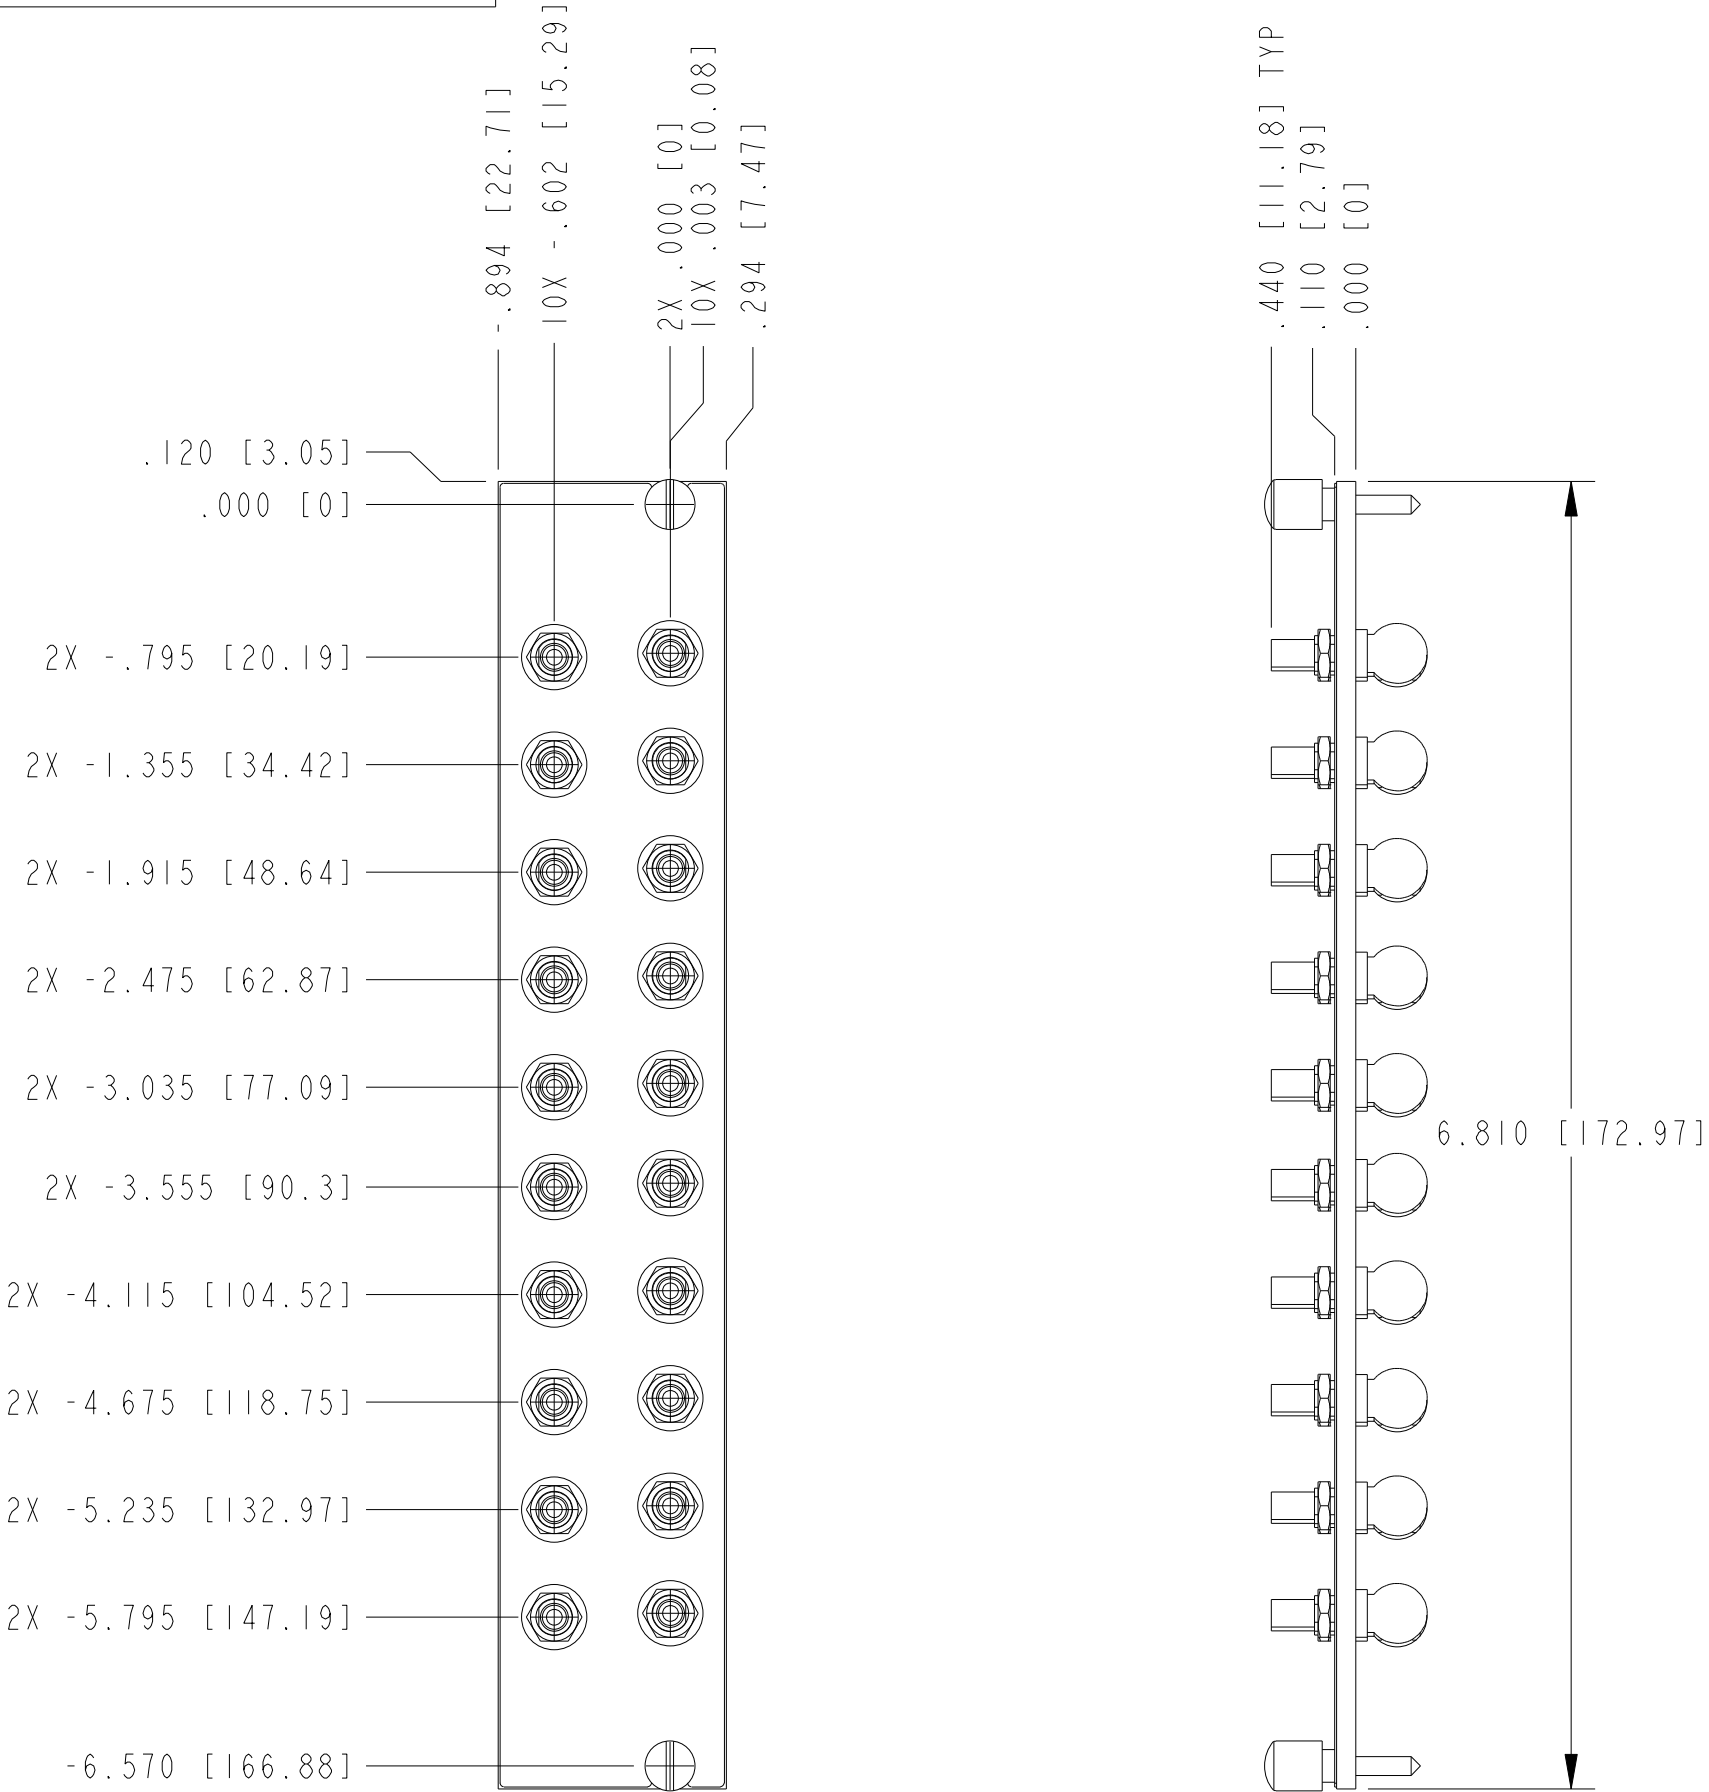 -.894 [22.71]
10X -.602 [15.29]
2X .000 [0]
10X .003 [0.08]
.294 [7.47]
.440 [11.18] TYP
.110 [2.79]
.000 [0]
.120 [3.05]
.000 [0]
2X -.795 [20.19]
2X -1.355 [34.42]
2X -1.915 [48.64]
2X -2.475 [62.87]
2X -3.035 [77.09]
6.810 [172.97]
2X -3.555 [90.3]
2X -4.115 [104.52]
2X -4.675 [118.75]
2X -5.235 [132.97]
2X -5.795 [147.19]
-6.570 [166.88]